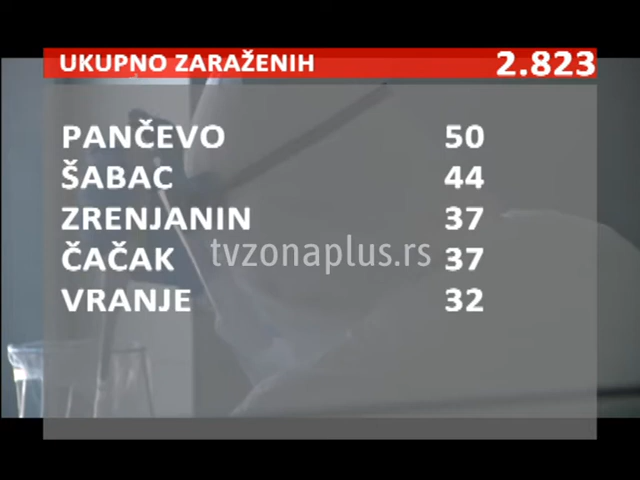 UKUPNO ZARAŽENIH 2.823
PANČEVO 50
ŠABAC 44
ZRENJANIN 37
ČAČAK 37
VRANJE 32
tvzonaplus.rs